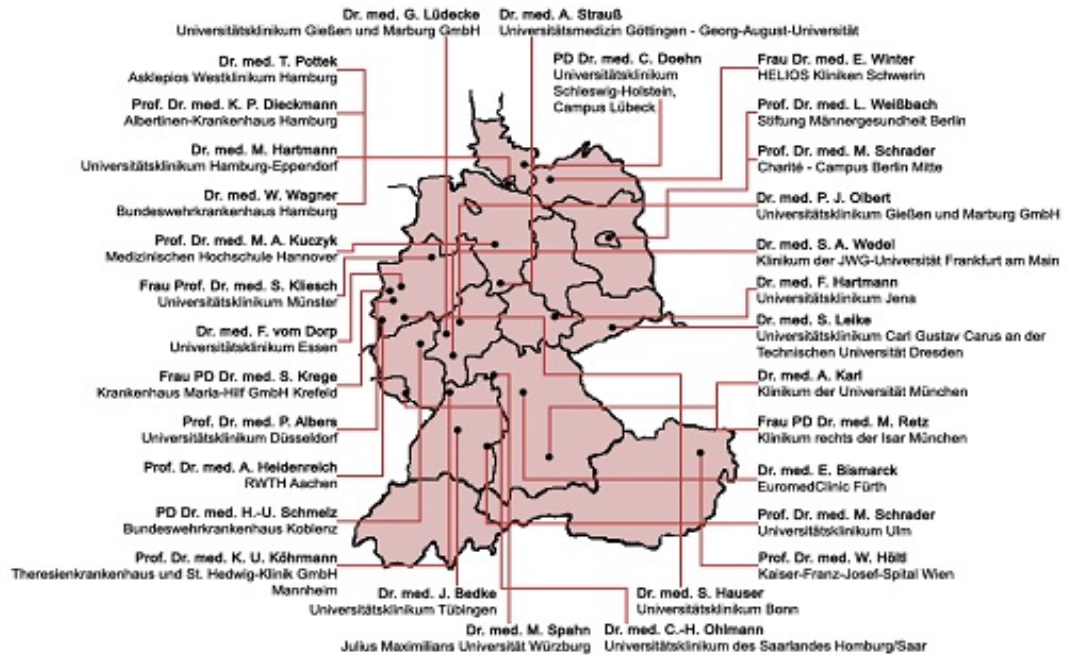 Dr. med. G. Lüdecke
Universitätsklinikum Gießen und Marburg GmbH
Dr. med. A. Strauß
Universitätsmedizin Göttingen - Georg-August-Universität
Dr. med. T. Pottek
Asklepios Westklinikum Hamburg
Prof. Dr. med. K. P. Dieckmann
Albertinen-Krankenhaus Hamburg
Dr. med. M. Hartmann
Universitätsklinikum Hamburg-Eppendorf
Dr. med. W. Wagner
Bundeswehrkrankenhaus Hamburg
Prof. Dr. med. M. A. Kuczyk
Medizinischen Hochschule Hannover
Frau Prof. Dr. med. S. Kliesch
Universitätsklinikum Münster
Dr. med. F. vom Dorp
Universitätsklinikum Essen
Frau PD Dr. med. S. Krege
Krankenhaus Maria-Hilf GmbH Krefeld
Prof. Dr. med. P. Albers
Universitätsklinikum Düsseldorf
Prof. Dr. med. A. Heidenreich
RWTH Aachen
PD Dr. med. H.-U. Schmelz
Bundeswehrkrankenhaus Koblenz
Prof. Dr. med. K. U. Köhrmann
Theresienkrankenhaus und St. Hedwig-Klinik GmbH
Mannheim
PD Dr. med. C. Doehn
Universitätsklinikum
Schleswig-Holstein,
Campus Lübeck
Frau Dr. med. E. Winter
HELIOS Kliniken Schwerin
Prof. Dr. med. L. Weißbach
Stiftung Männergesundheit Berlin
Prof. Dr. med. M. Schrader
Charité - Campus Berlin Mitte
Dr. med. P. J. Olbert
Universitätsklinikum Gießen und Marburg GmbH
Dr. med. S. A. Wedel
Klinikum der JWG-Universität Frankfurt am Main
Dr. med. F. Hartmann
Universitätsklinikum Jena
Dr. med. S. Leike
Universitätsklinikum Carl Gustav Carus an der
Technischen Universität Dresden
Dr. med. A. Karl
Klinikum der Universität München
Frau PD Dr. med. M. Retz
Klinikum rechts der Isar München
Dr. med. E. Bismarck
EuromedClinic Fürth
Prof. Dr. med. M. Schrader
Universitätsklinikum Ulm
Prof. Dr. med. W. Höltl
Kaiser-Franz-Josef-Spital Wien
Dr. med. J. Bedke
Universitätsklinikum Tübingen
Dr. med. S. Hauser
Universitätsklinikum Bonn
Dr. med. M. Spahn
Julius Maximilians Universität Würzburg
Dr. med. C.-H. Ohlmann
Universitätsklinikum des Saarlandes Homburg/Saar